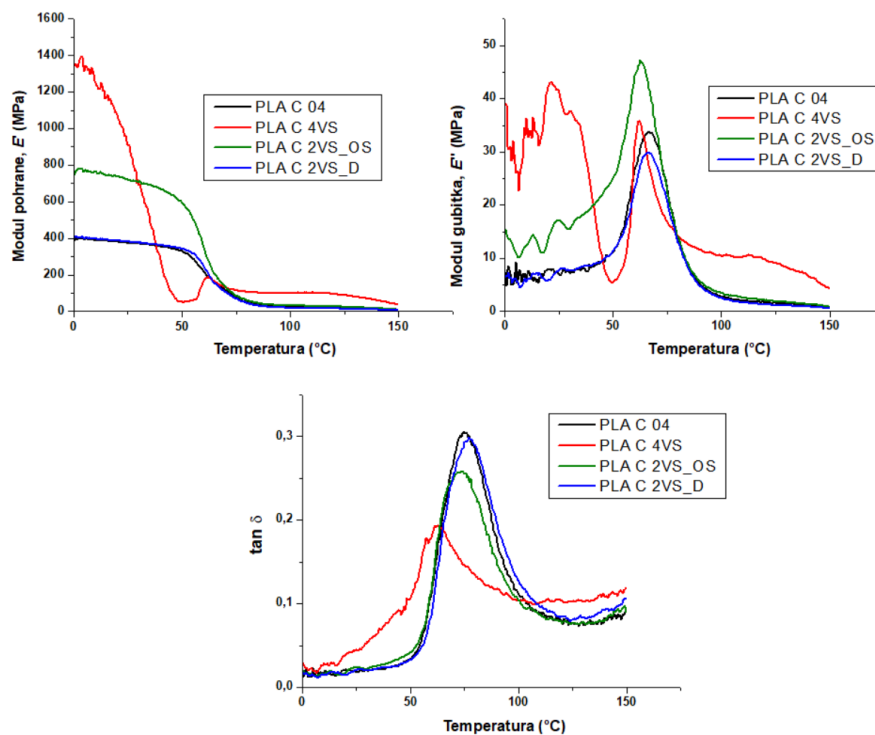 1600
1400
1200
1000
800
600
400
200
0
Modul pohrane, E' (MPa)
PLA C 04
PLA C 4VS
PLA C 2VS_OS
PLA C 2VS_D
0 50 100 150
Temperatura (°C)
50
40
30
20
10
0
Modul gubitka, E'' (MPa)
PLA C 04
PLA C 4VS
PLA C 2VS_OS
PLA C 2VS_D
0 50 100 150
Temperatura (°C)
0,3
0,2
0,1
0,0
tan δ
PLA C 04
PLA C 4VS
PLA C 2VS_OS
PLA C 2VS_D
0 50 100 150
Temperatura (°C)